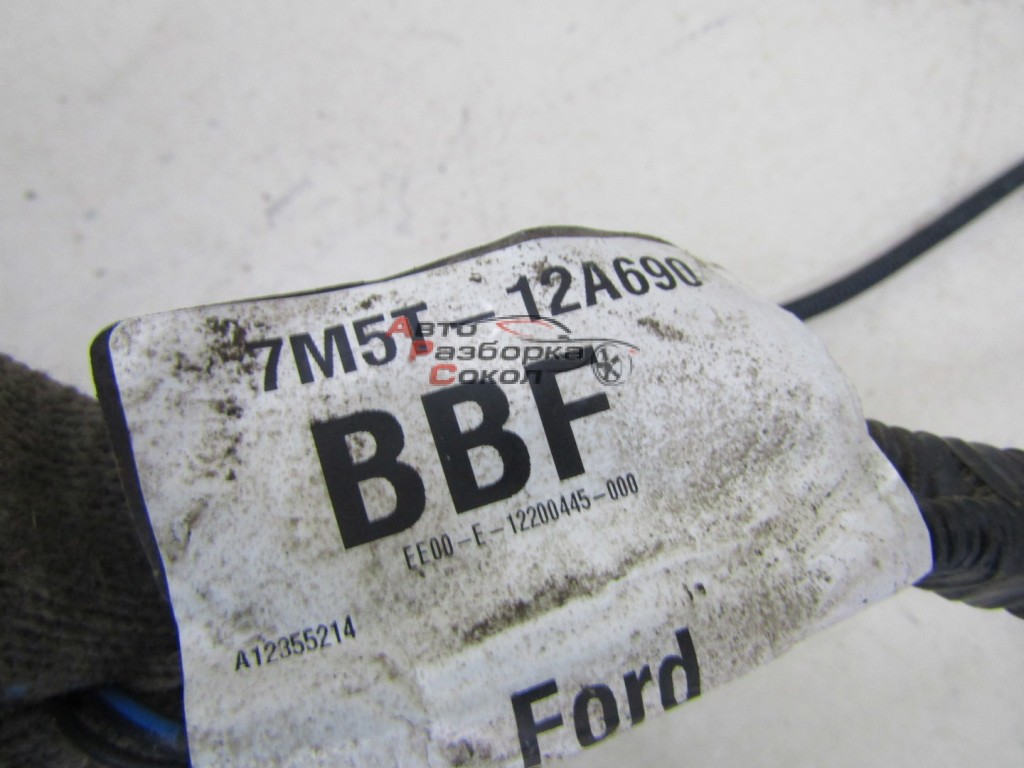 7M5T-12A690
Авто
Разборка
Сокол
BBF
EE00-E-12200445-000
A12355214
Ford